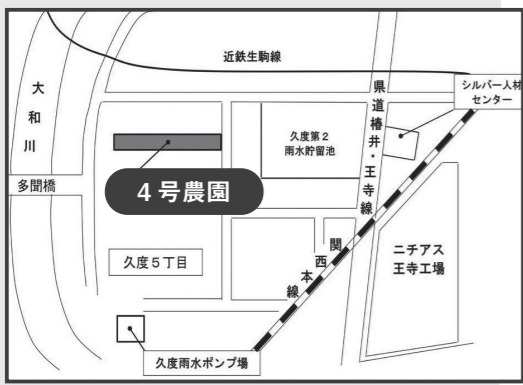 近鉄生駒線
大和川
県道椿井・王寺線
シルバー人材
センター
久度第2
雨水貯留池
多聞橋
4号農園
関西本線
久度5丁目
ニチアス
王寺工場
久度雨水ポンプ場